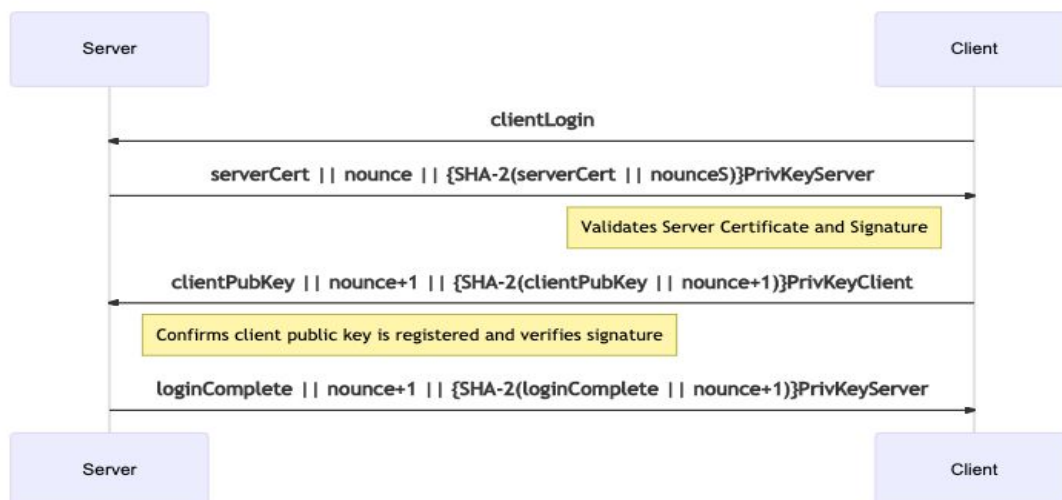 Server
Client
clientLogin
serverCert || nounce || {SHA-2(serverCert || nounceS)}PrivKeyServer
Validates Server Certificate and Signature
clientPubKey || nounce+1 || {SHA-2(clientPubKey || nounce+1)}PrivKeyClient
Confirms client public key is registered and verifies signature
loginComplete || nounce+1 || {SHA-2(loginComplete || nounce+1)}PrivKeyServer
Server
Client